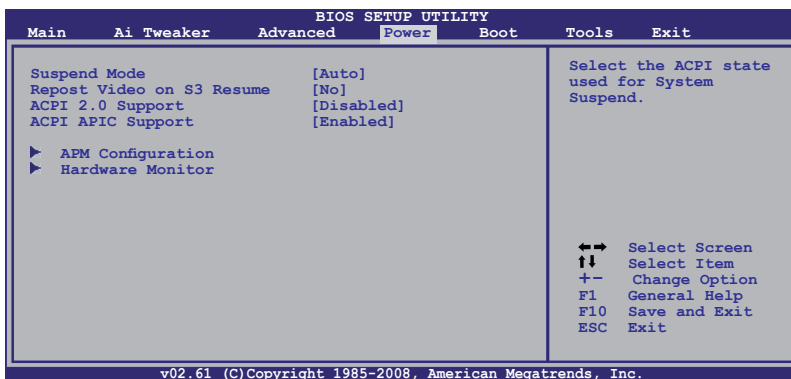 BIOS SETUP UTILITY
Main Ai Tweaker Advanced Power Boot Tools Exit
Suspend Mode [Auto]
Repost Video on S3 Resume [No]
ACPI 2.0 Support [Disabled]
ACPI APIC Support [Enabled]
APM Configuration
Hardware Monitor
Select the ACPI state
used for System
Suspend.
←→ Select Screen
↑↓ Select Item
+- Change Option
F1 General Help
F10 Save and Exit
ESC Exit
v02.61 (C)Copyright 1985-2008, American Megatrends, Inc.